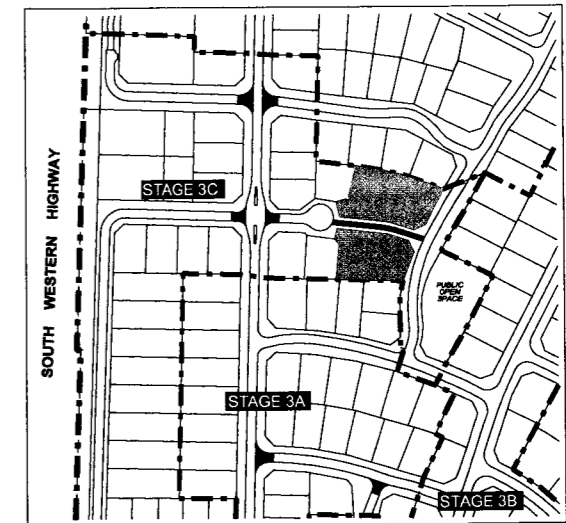 SOUTH WESTERN HIGHWAY
STAGE 3C
PUBLIC
OPEN
SPACE
STAGE 3A
STAGE 3B